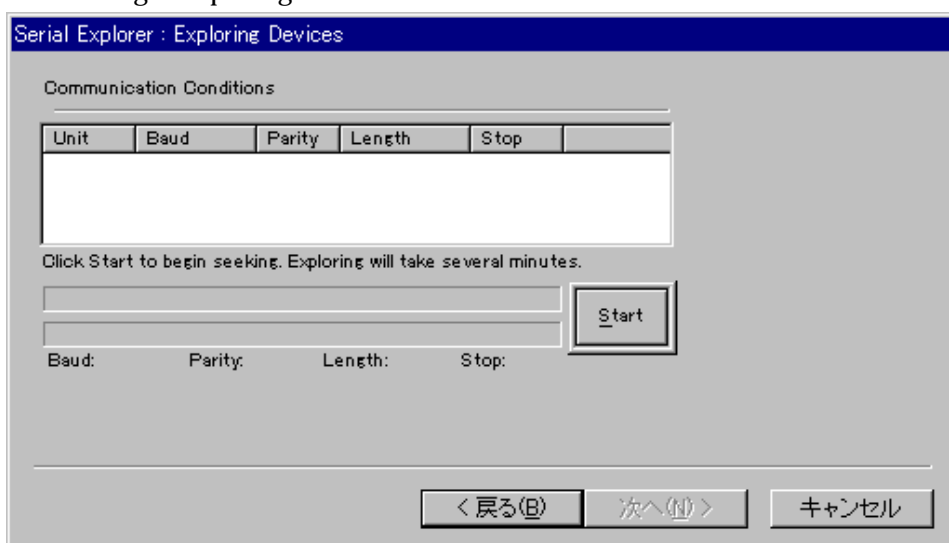 Serial Explorer : Exploring Devices
Communication Conditions
Unit Baud Parity Length Stop
Click Start to begin seeking. Exploring will take several minutes.
Start
Baud: Parity: Length: Stop:
< 戻る(B) 次へ(N) > キャンセル